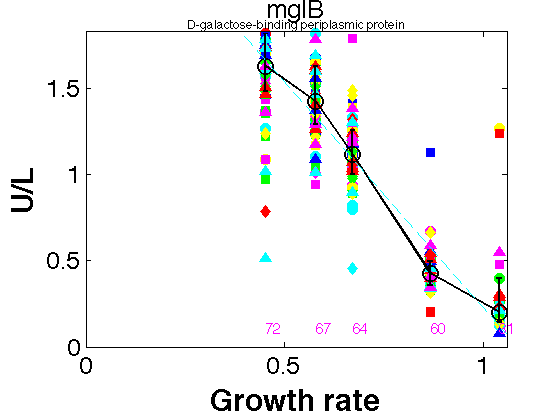 mglB
D-galactose-binding periplasmic protein
U/L
1.5
1
0.5
0
72 67 64 60
0 0.5 1
Growth rate